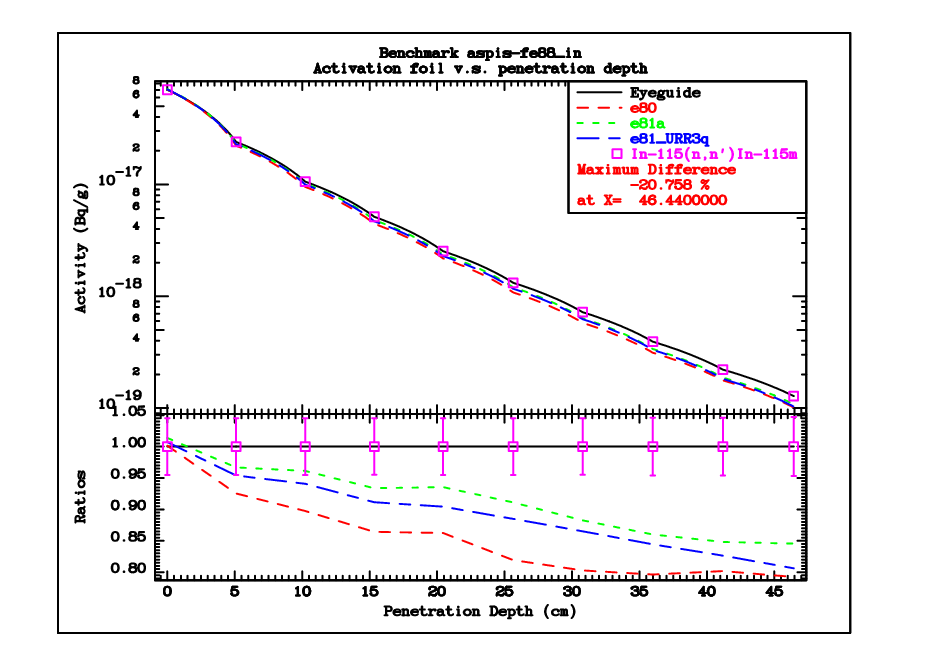 Benchmark aspis-fe88_in
Activation foil v.s. penetration depth
8
6
4
2
10-17
8
6
4
2
10-18
8
6
4
2
10-19
Activity (Bq/g)
Eyeguide
e80
e81a
e81_URR3q
In-115(n,n')In-115m
Maximum Difference
-20.758 %
at X= 46.4400000
1.05
1.00
0.95
0.90
0.85
0.80
Ratios
0 5 10 15 20 25 30 35 40 45
Penetration Depth (cm)